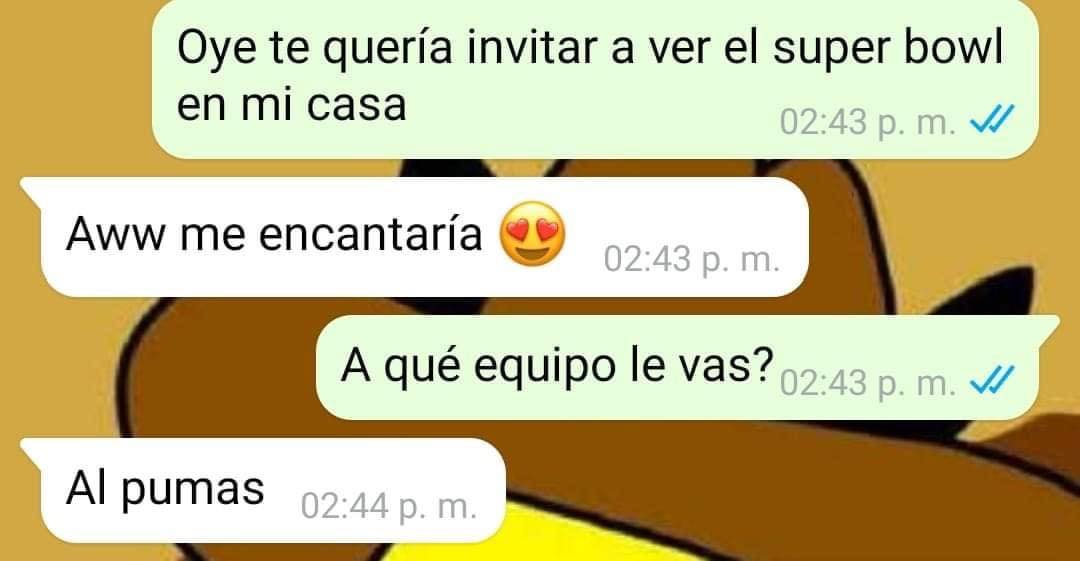 Oye te quería invitar a ver el super bowl
en mi casa
02:43 p. m.
Aww me encantaría 😍
02:43 p. m.
A qué equipo le vas?
02:43 p. m.
Al pumas
02:44 p. m.